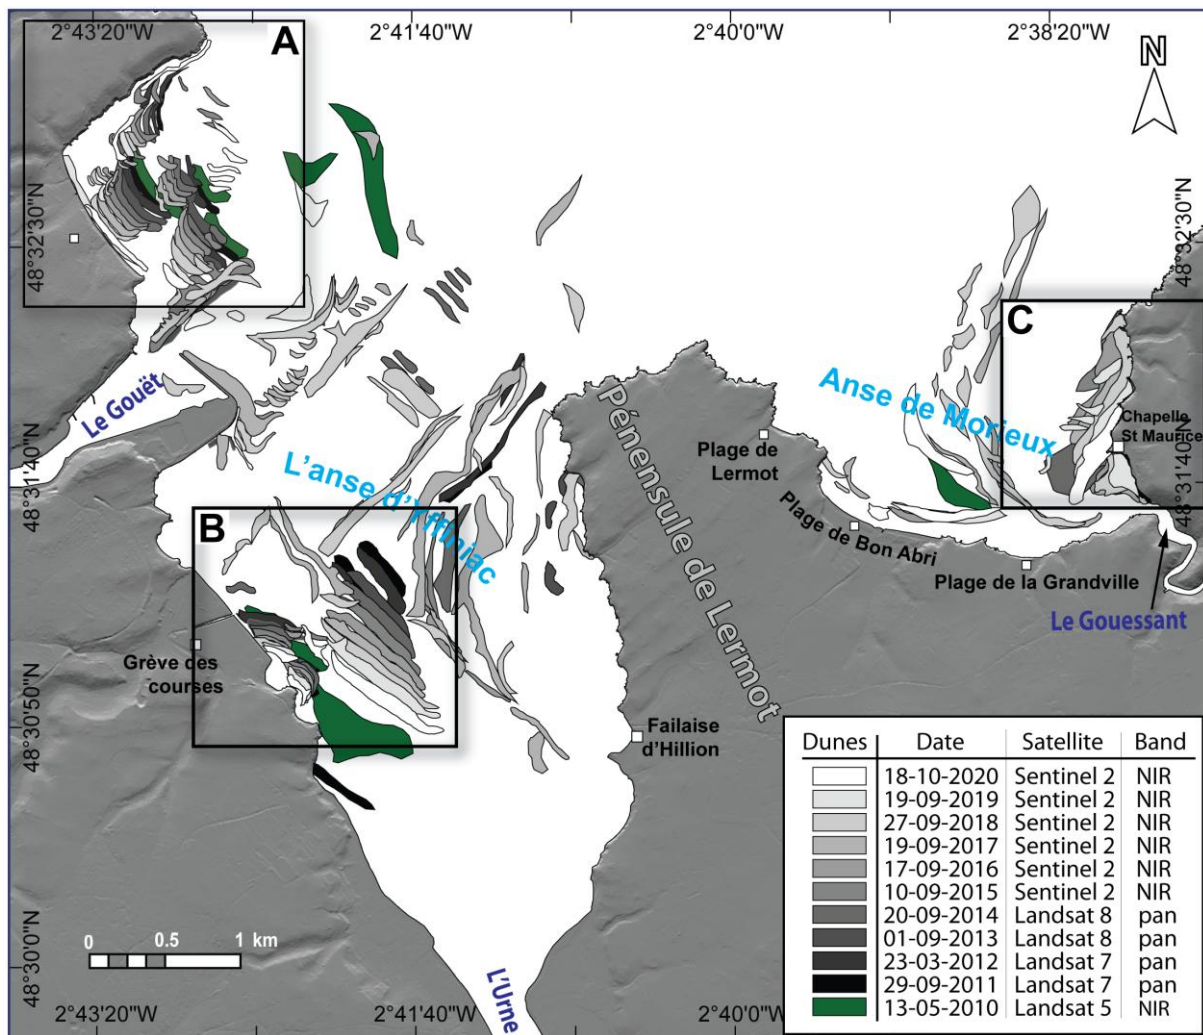 2°43'20"W
2°41'40"W
2°40'0"W
2°38'20"W
A
N
48°32'30"N
48°32'30"N
C
Le Gouët
Anse de Morieux
Chapelle
St Maurice
Pénensule de Lermot
Plage de
Lermot
48°31'40"N
48°31'40"N
L'anse d'Yffiniac
B
Plage de Bon Abri
Plage de la Grandville
Le Gouessant
Grève des
courses
48°30'50"N
Failaise
d'Hillion
Dunes Date Satellite Band
18-10-2020 Sentinel 2 NIR
19-09-2019 Sentinel 2 NIR
27-09-2018 Sentinel 2 NIR
19-09-2017 Sentinel 2 NIR
17-09-2016 Sentinel 2 NIR
10-09-2015 Sentinel 2 NIR
20-09-2014 Landsat 8 pan
01-09-2013 Landsat 8 pan
23-03-2012 Landsat 7 pan
29-09-2011 Landsat 7 pan
13-05-2010 Landsat 5 NIR
0 0.5 1 km
48°30'0"N
L'Urne
2°43'20"W
2°41'40"W
2°40'0"W